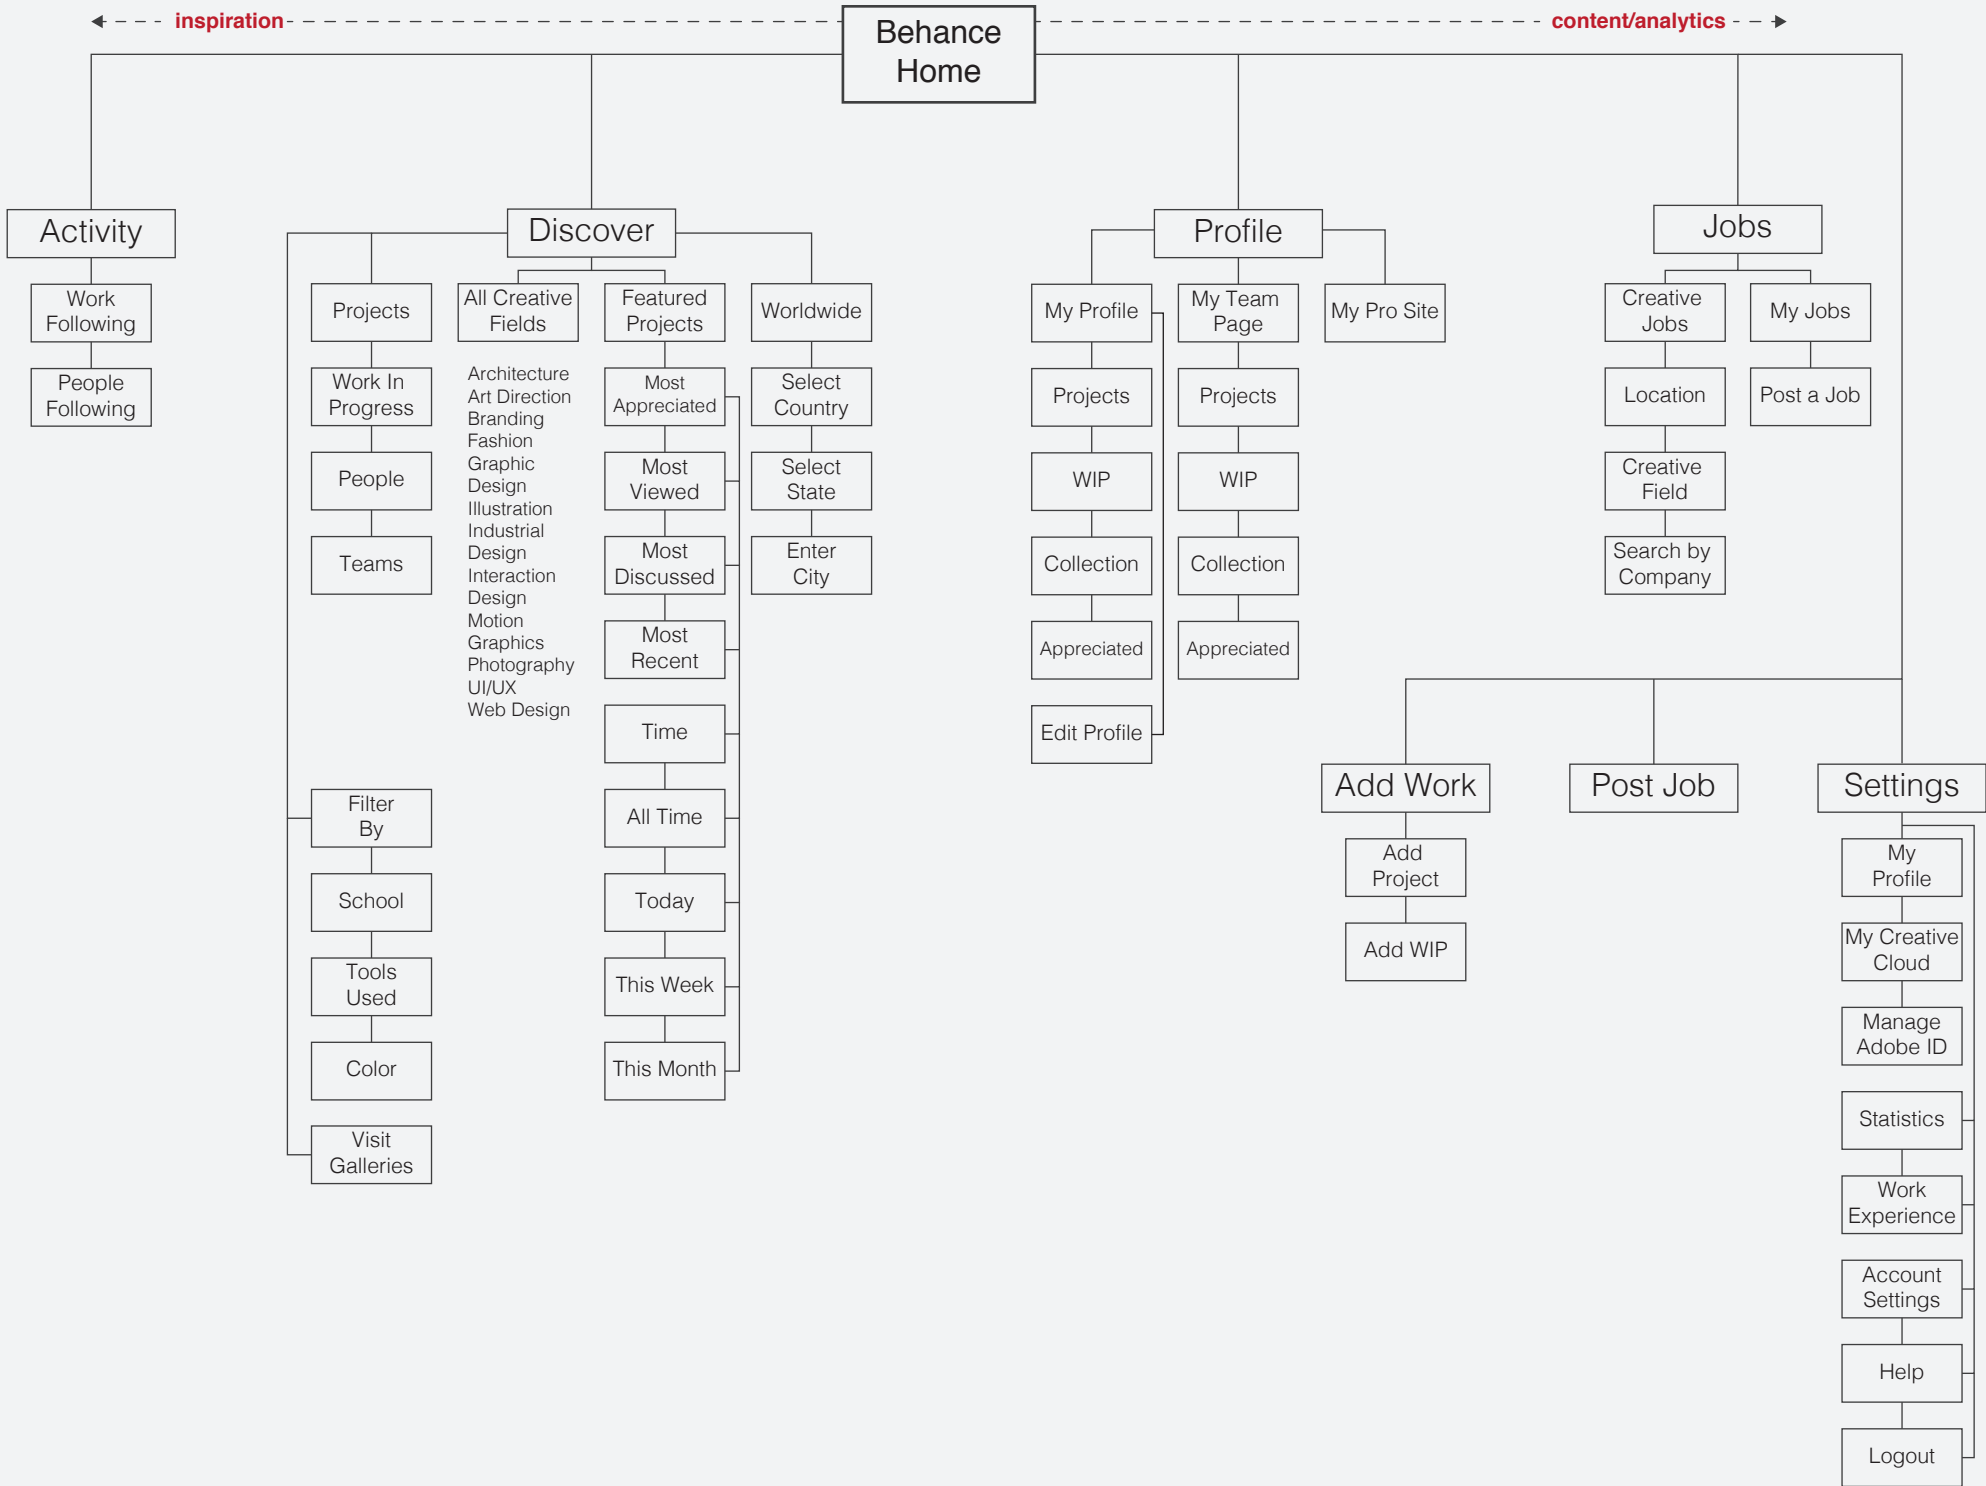 inspiration
content/analytics
Behance
Home
Activity
Work
Following
People
Following
Discover
Projects
Work In
Progress
People
Teams
Filter
By
School
Tools
Used
Color
Visit
Galleries
All Creative
Fields
Architecture
Art Direction
Branding
Fashion
Graphic
Design
Illustration
Industrial
Design
Interaction
Design
Motion
Graphics
Photography
UI/UX
Web Design
Featured
Projects
Most
Appreciated
Most
Viewed
Most
Discussed
Most
Recent
Time
All Time
Today
This Week
This Month
Worldwide
Select
Country
Select
State
Enter
City
Profile
My Profile
Projects
WIP
Collection
Appreciated
Edit Profile
My Team
Page
Projects
WIP
Collection
Appreciated
My Pro Site
Jobs
Creative
Jobs
Location
Creative
Field
Search by
Company
My Jobs
Post a Job
Add Work
Add
Project
Add WIP
Post Job
Settings
My
Profile
My Creative
Cloud
Manage
Adobe ID
Statistics
Work
Experience
Account
Settings
Help
Logout